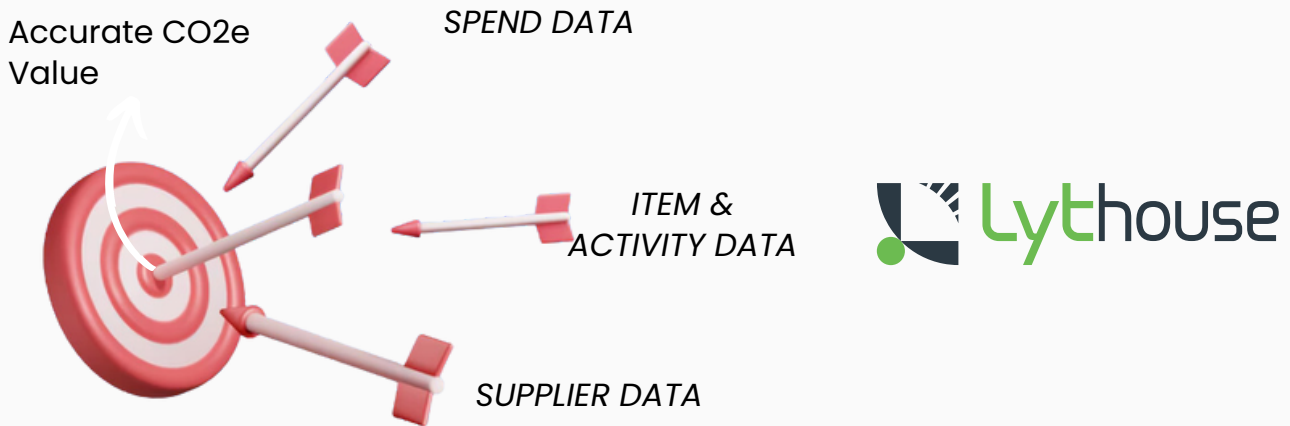 Accurate CO2e
Value
SPEND DATA
ITEM &
ACTIVITY DATA
SUPPLIER DATA
Lythouse